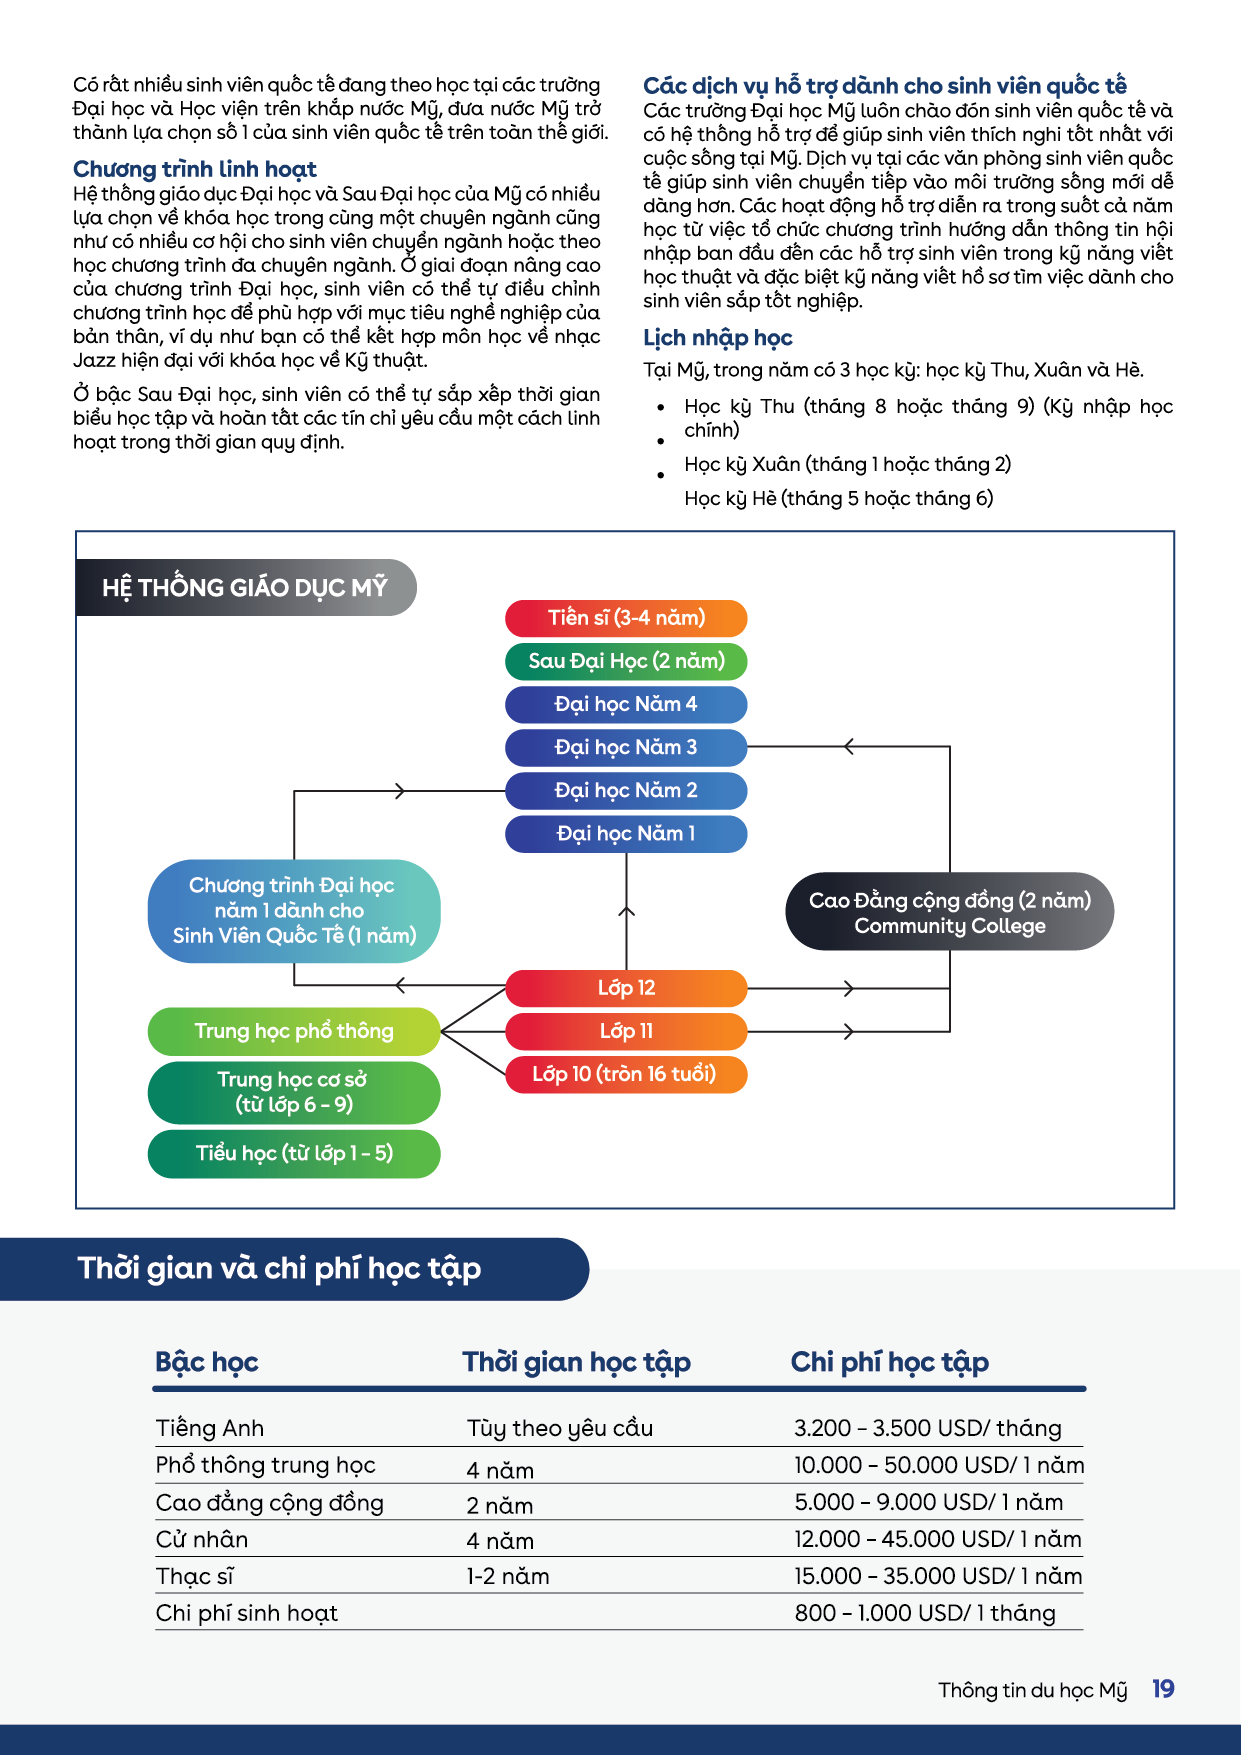 Có rất nhiều sinh viên quốc tế đang theo học tại các trường
Đại học và Học viện trên khắp nước Mỹ, đưa nước Mỹ trở
thành lựa chọn số 1 của sinh viên quốc tế trên toàn thế giới.
Chương trình linh hoạt
Hệ thống giáo dục Đại học và Sau Đại học của Mỹ có nhiều
lựa chọn về khóa học trong cùng một chuyên ngành cũng
như có nhiều cơ hội cho sinh viên chuyển ngành hoặc theo
học chương trình đa chuyên ngành. Ở giai đoạn nâng cao
của chương trình Đại học, sinh viên có thể tự điều chỉnh
chương trình học để phù hợp với mục tiêu nghề nghiệp của
bản thân, ví dụ như bạn có thể kết hợp môn học về nhạc
Jazz hiện đại với khóa học về Kỹ thuật.
Ở bậc Sau Đại học, sinh viên có thể tự sắp xếp thời gian
biểu học tập và hoàn tất các tín chỉ yêu cầu một cách linh
hoạt trong thời gian quy định.
Các dịch vụ hỗ trợ dành cho sinh viên quốc tế
Các trường Đại học Mỹ luôn chào đón sinh viên quốc tế và
có hệ thống hỗ trợ để giúp sinh viên thích nghi tốt nhất với
cuộc sống tại Mỹ. Dịch vụ tại các văn phòng sinh viên quốc
tế giúp sinh viên chuyển tiếp vào môi trường sống mới dễ
dàng hơn. Các hoạt động hỗ trợ diễn ra trong suốt cả năm
học từ việc tổ chức chương trình hướng dẫn thông tin hội
nhập ban đầu đến các hỗ trợ sinh viên trong kỹ năng viết
học thuật và đặc biệt kỹ năng viết hồ sơ tìm việc dành cho
sinh viên sắp tốt nghiệp.
Lịch nhập học
Tại Mỹ, trong năm có 3 học kỳ: học kỳ Thu, Xuân và Hè.
• Học kỳ Thu (tháng 8 hoặc tháng 9) (Kỳ nhập học
chính)
• Học kỳ Xuân (tháng 1 hoặc tháng 2)
• Học kỳ Hè (tháng 5 hoặc tháng 6)
HỆ THỐNG GIÁO DỤC MỸ
Tiến sĩ (3-4 năm)
Sau Đại Học (2 năm)
Đại học Năm 4
Đại học Năm 3
Đại học Năm 2
Đại học Năm 1
Chương trình Đại học
năm 1 dành cho
Sinh Viên Quốc Tế (1 năm)
Cao Đẳng cộng đồng (2 năm)
Community College
Lớp 12
Trung học phổ thông
Lớp 11
Lớp 10 (tròn 16 tuổi)
Trung học cơ sở
(từ lớp 6 – 9)
Tiểu học (từ lớp 1 – 5)
Thời gian và chi phí học tập
Bậc học Thời gian học tập Chi phí học tập
Tiếng Anh Tùy theo yêu cầu 3.200 – 3.500 USD/ tháng
Phổ thông trung học 4 năm 10.000 – 50.000 USD/ 1 năm
Cao đẳng cộng đồng 2 năm 5.000 – 9.000 USD/ 1 năm
Cử nhân 4 năm 12.000 – 45.000 USD/ 1 năm
Thạc sĩ 1-2 năm 15.000 – 35.000 USD/ 1 năm
Chi phí sinh hoạt 800 – 1.000 USD/ 1 tháng
Thông tin du học Mỹ 19